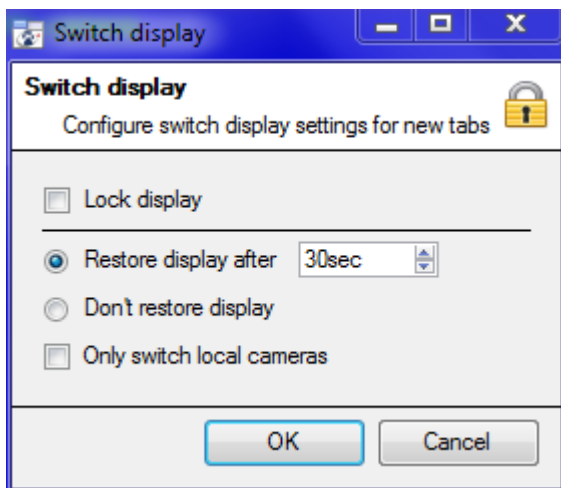 Switch display
Switch display
Configure switch display settings for new tabs
Lock display
Restore display after 30sec
Don't restore display
Only switch local cameras
OK Cancel